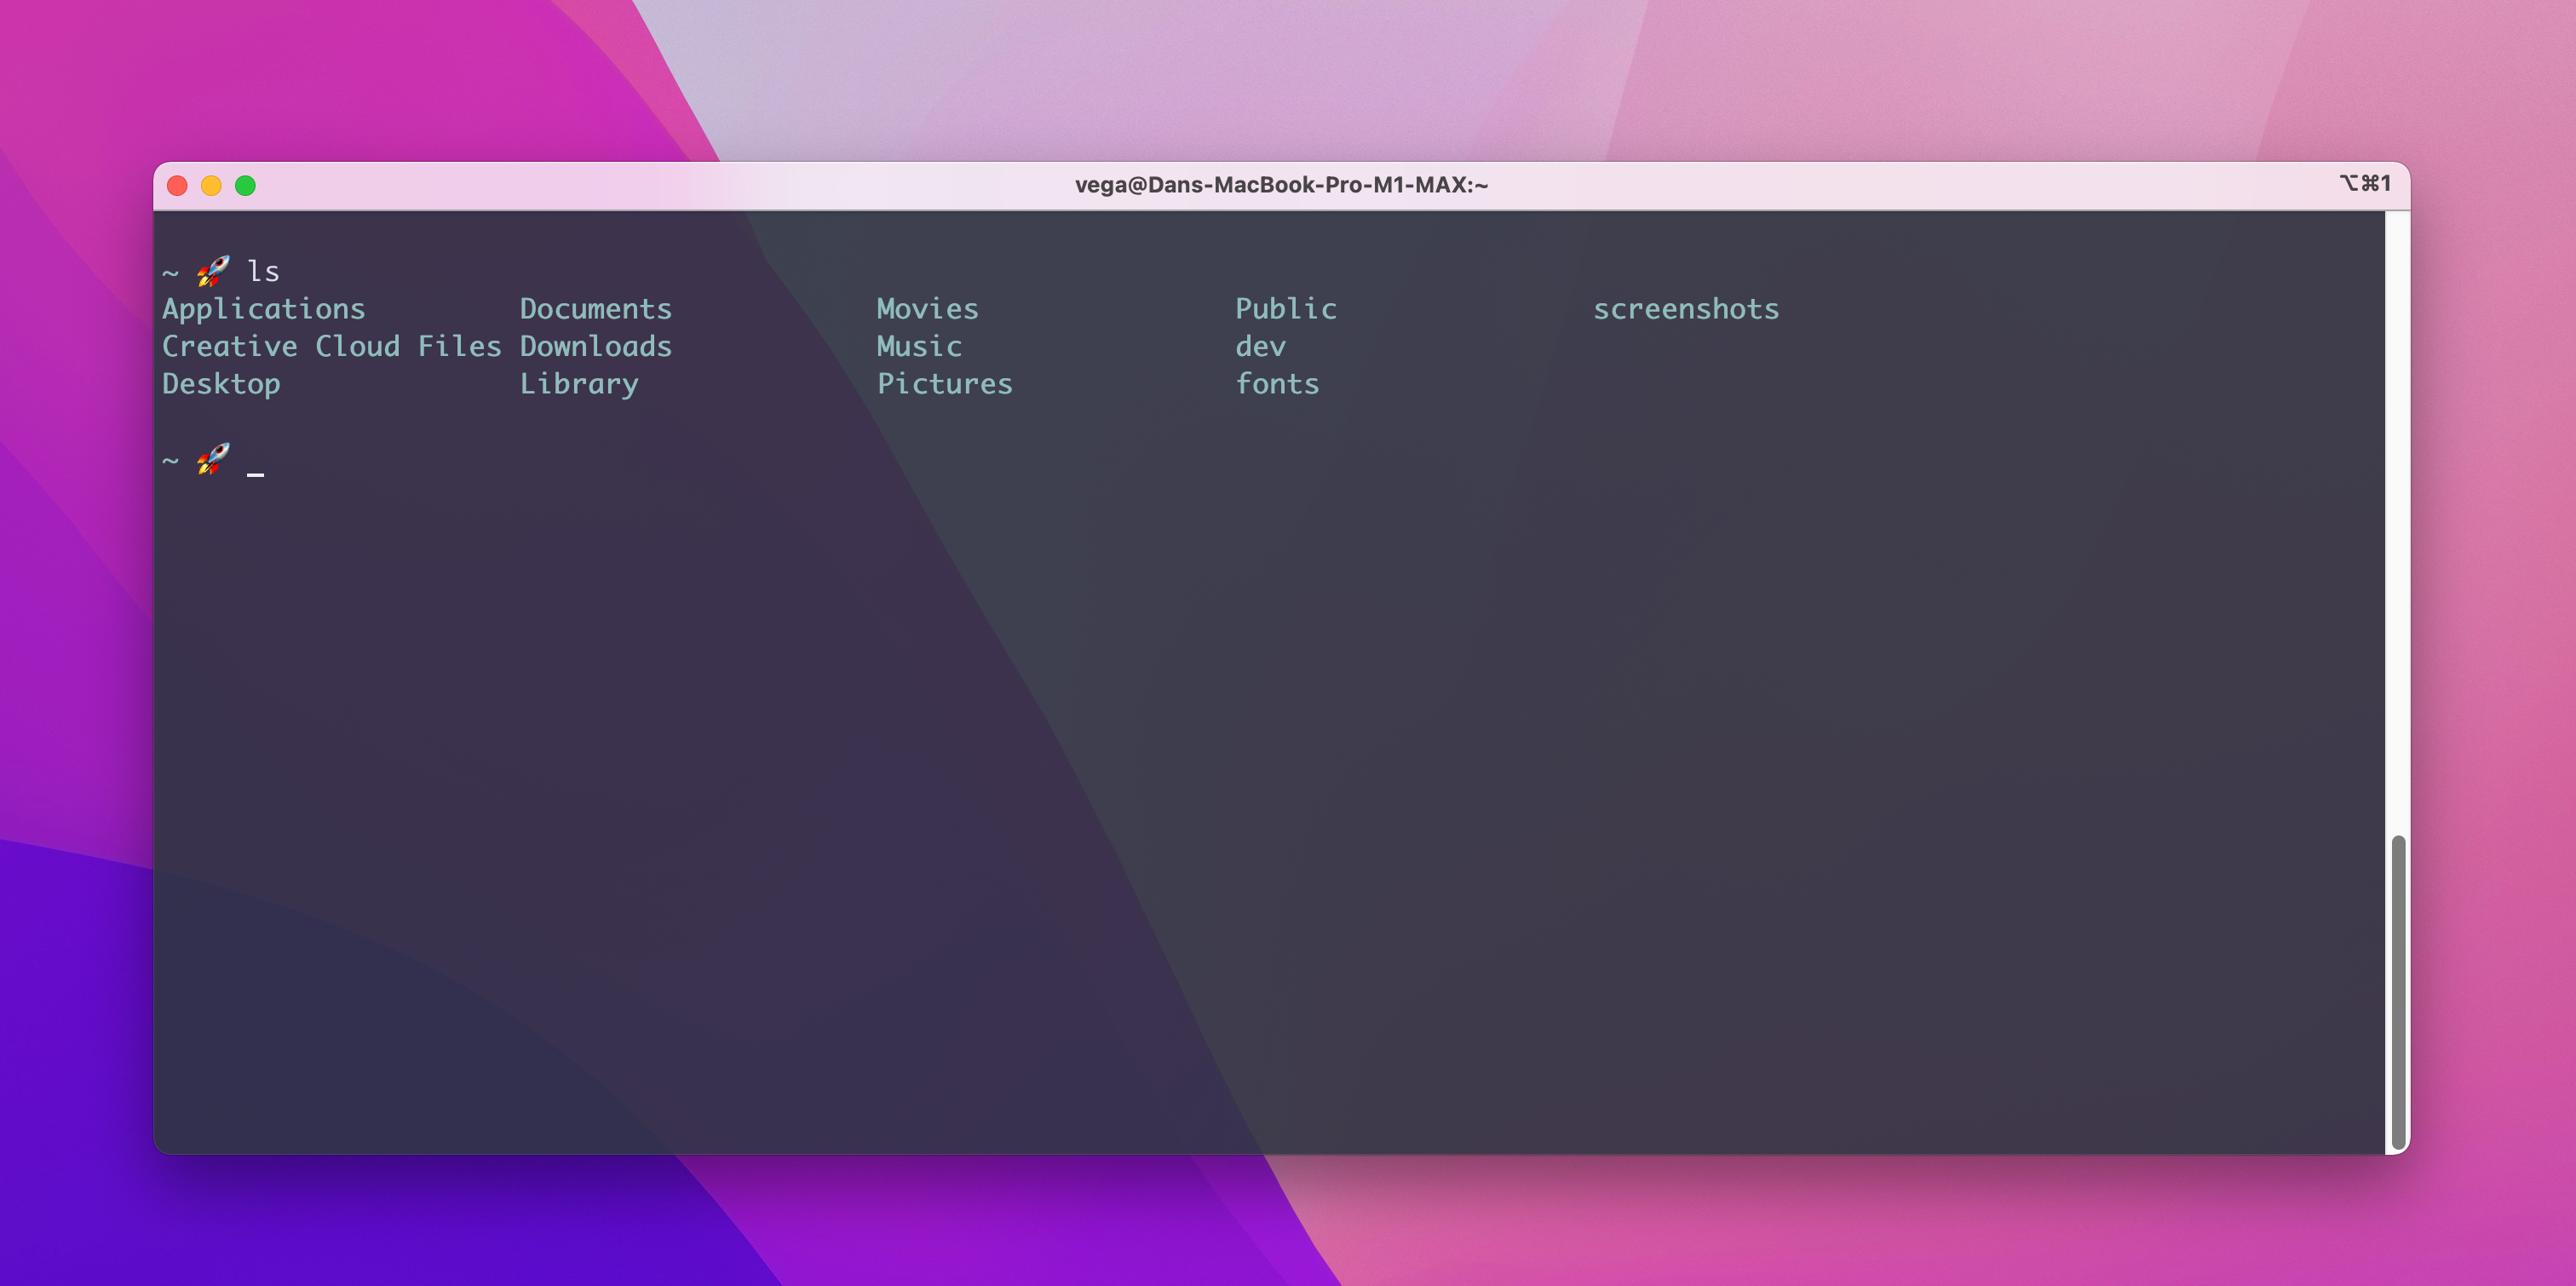 vega@Dans-MacBook-Pro-M1-MAX:~ ⌥⌘1
~ 🚀 ls
Applications Documents Movies Public screenshots
Creative Cloud Files Downloads Music dev
Desktop Library Pictures fonts
~ 🚀 _